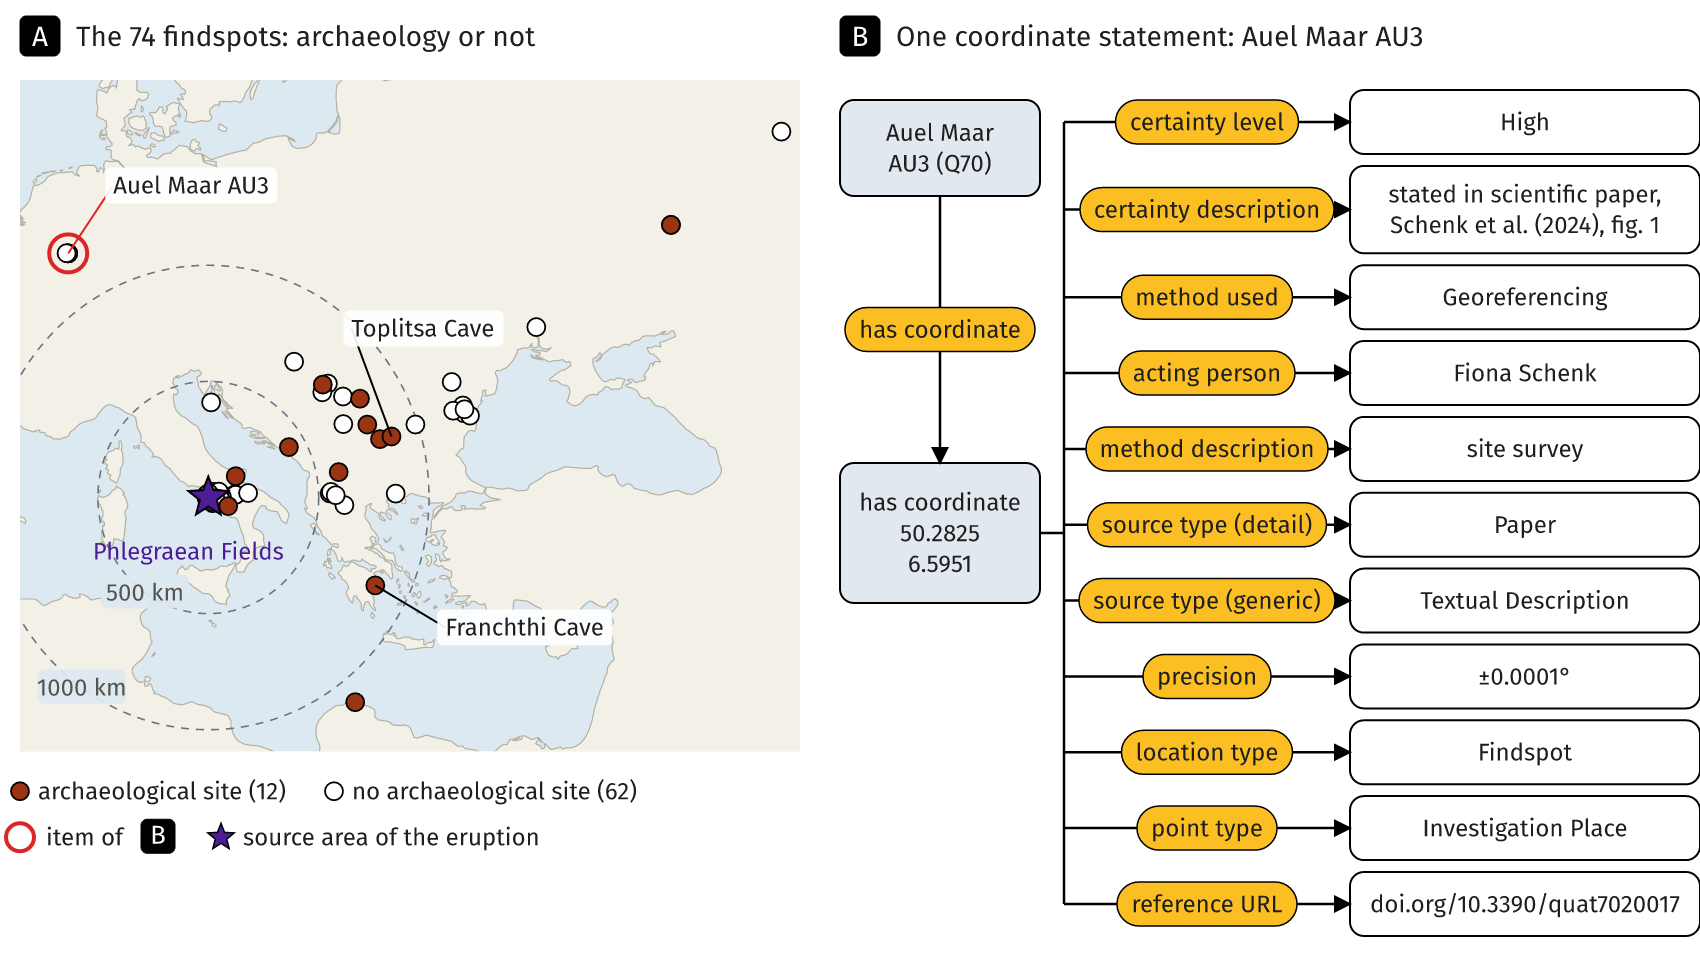 A The 74 findspots: archaeology or not
Auel Maar AU3
Toplitsa Cave
Phlegraean Fields
500 km
Franchthi Cave
1000 km
archaeological site (12)
no archaeological site (62)
item of B
source area of the eruption
B One coordinate statement: Auel Maar AU3
Auel Maar
AU3 (Q70)
has coordinate
has coordinate
50.2825
6.5951
certainty level
High
certainty description
stated in scientific paper,
Schenk et al. (2024), fig. 1
method used
Georeferencing
acting person
Fiona Schenk
method description
site survey
source type (detail)
Paper
source type (generic)
Textual Description
precision
±0.0001°
location type
Findspot
point type
Investigation Place
reference URL
doi.org/10.3390/quat7020017